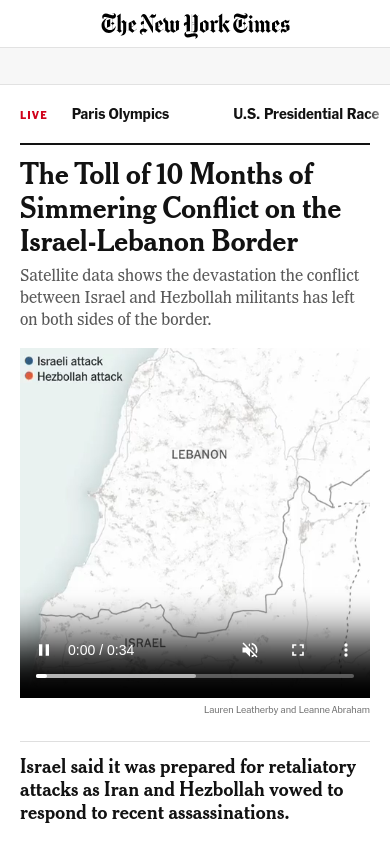 The New York Times
LIVE Paris Olympics U.S. Presidential Race
The Toll of 10 Months of
Simmering Conflict on the
Israel-Lebanon Border
Satellite data shows the devastation the conflict
between Israel and Hezbollah militants has left
on both sides of the border.
Israeli attack
Hezbollah attack
LEBANON
ISRAEL
0:00 / 0:34
Lauren Leatherby and Leanne Abraham
Israel said it was prepared for retaliatory
attacks as Iran and Hezbollah vowed to
respond to recent assassinations.